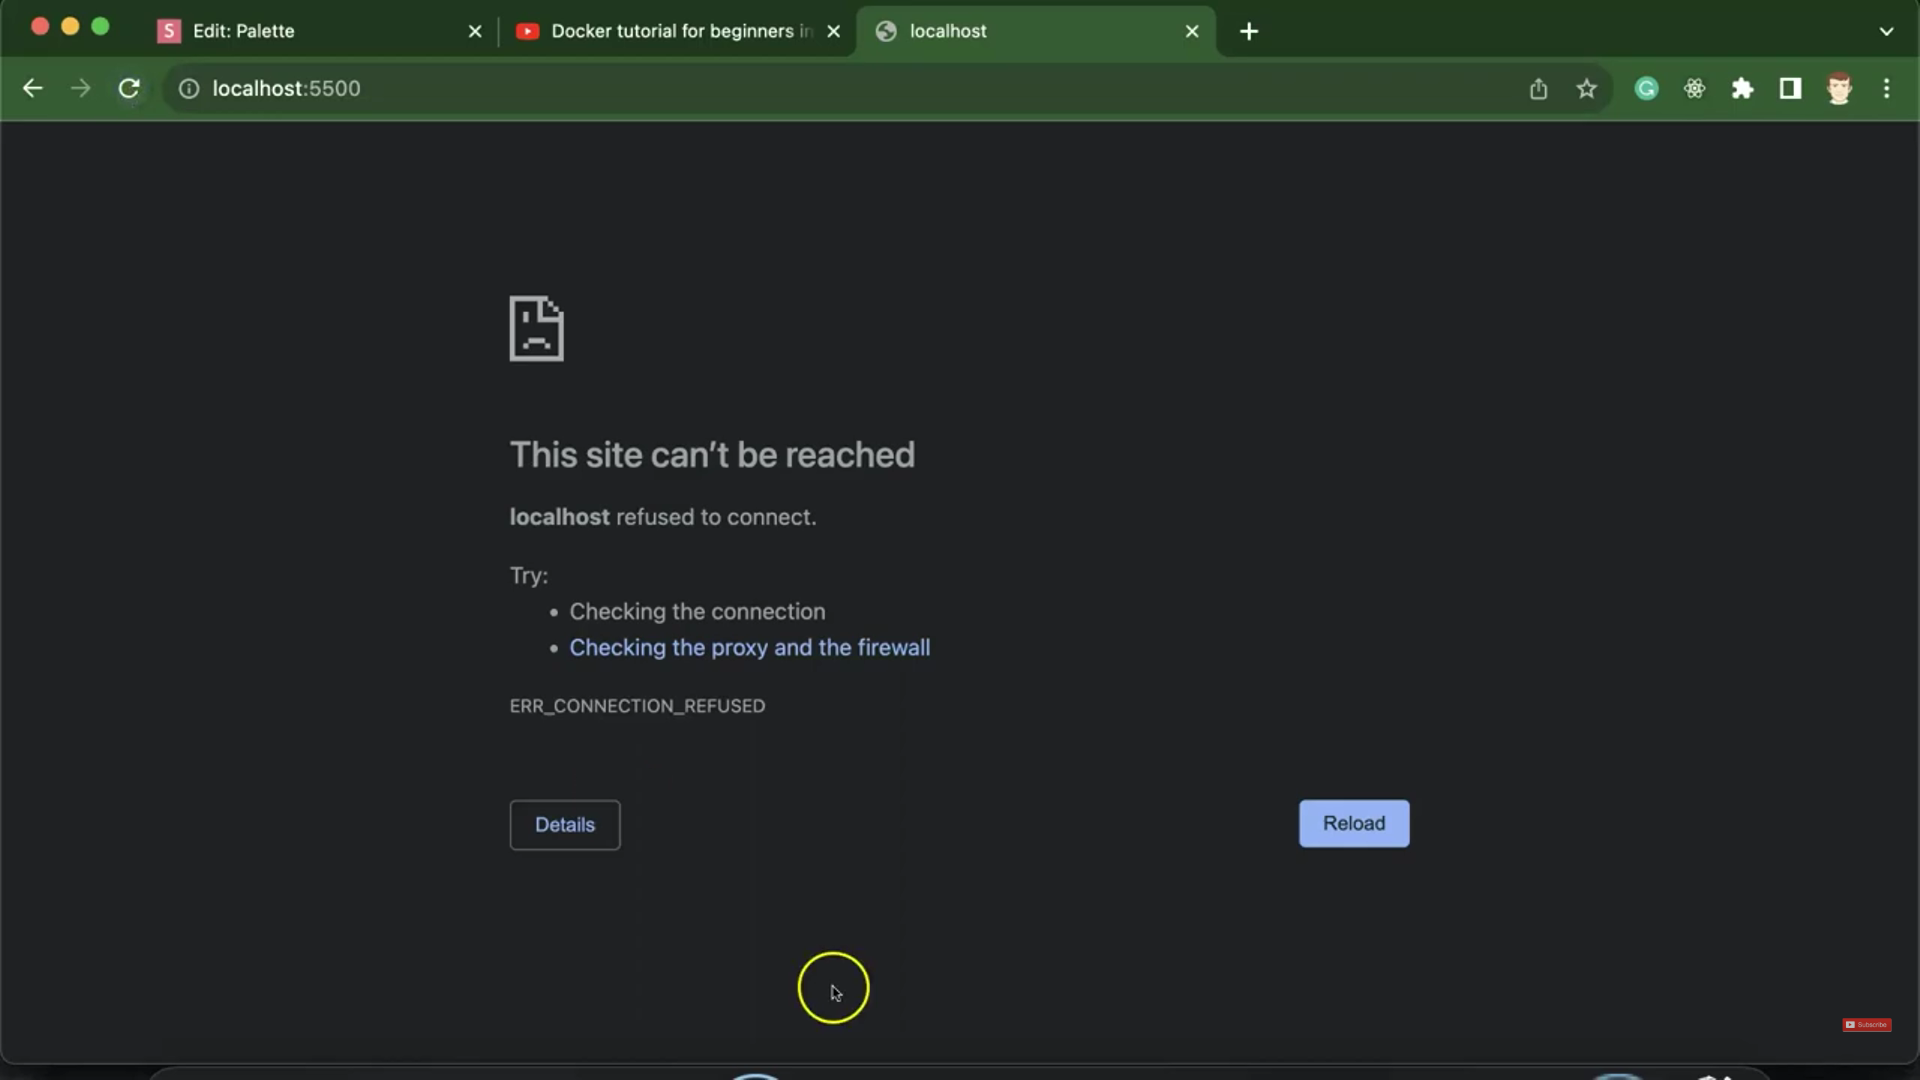 S Edit: Palette
Docker tutorial for beginners in
localhost
localhost:5500
This site can't be reached
localhost refused to connect.
Try:
• Checking the connection
• Checking the proxy and the firewall
ERR_CONNECTION_REFUSED
Details
Reload
Subscribe